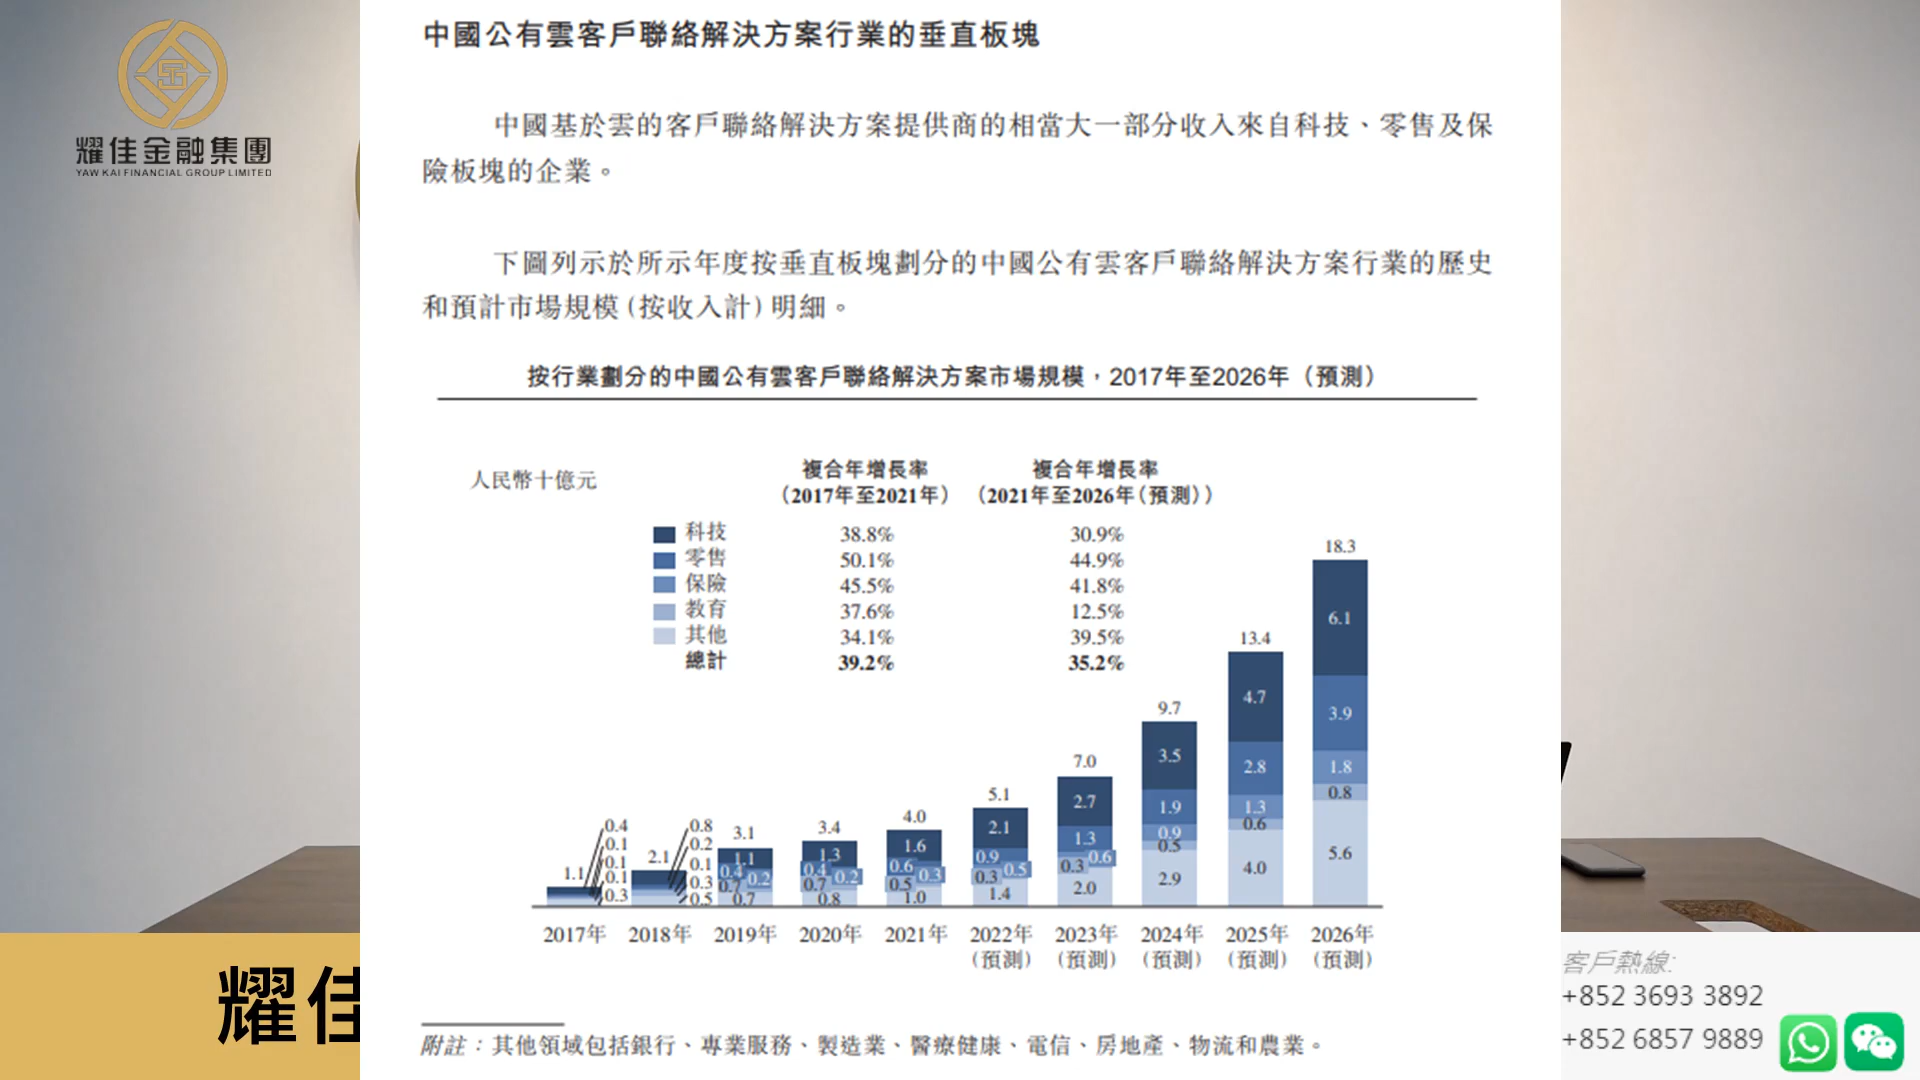 耀佳金融集團
YAW KAI FINANCIAL GROUP LIMITED
中國公有雲客戶聯絡解決方案行業的垂直板塊
中國基於雲的客戶聯絡解決方案提供商的相當大一部分收入來自科技、零售及保
險板塊的企業。
下圖列示於所示年度按垂直板塊劃分的中國公有雲客戶聯絡解決方案行業的歷史
和預計市場規模(按收入計)明細。
按行業劃分的中國公有雲客戶聯絡解決方案市場規模，2017年至2026年（預測）
人民幣十億元
複合年增長率 複合年增長率
（2017年至2021年） （2021年至2026年(預測)）
科技 38.8% 30.9%
零售 50.1% 44.9%
保險 45.5% 41.8%
教育 37.6% 12.5%
其他 34.1% 39.5%
總計 39.2% 35.2%
1.1 0.4 0.1 0.1 0.1 0.3
2.1 0.8 0.2 0.1 0.3 0.5
3.1 1.1 0.4 0.2 0.7 0.7
3.4 1.3 0.4 0.2 0.7 0.8
4.0 1.6 0.6 0.3 0.5 1.0
5.1 2.1 0.9 0.5 0.3 1.4
7.0 2.7 1.3 0.6 0.3 2.0
9.7 3.5 1.9 0.9 0.5 2.9
13.4 4.7 2.8 1.3 0.6 4.0
18.3 6.1 3.9 1.8 0.8 5.6
2017年 2018年 2019年 2020年 2021年 2022年 2023年 2024年 2025年 2026年
（預測） （預測） （預測） （預測） （預測）
附註：其他領域包括銀行、專業服務、製造業、醫療健康、電信、房地產、物流和農業。
耀佳
客戶熱線:
+852 3693 3892
+852 6857 9889